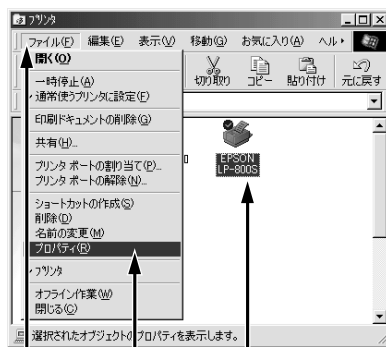 プリンタ
ファイル(F) 編集(E) 表示(V) 移動(G) お気に入り(A) ヘル
開く(O)
一時停止(A)
通常使うプリンタに設定(F)
印刷ドキュメントの削除(G)
共有(H)...
プリンタ ポートの割り当て(P)...
プリンタ ポートの解除(N)...
ショートカットの作成(S)
削除(D)
名前の変更(M)
プロパティ(R)
プリンタ
オフライン作業(W)
閉じる(C)
切り取り コピー 貼り付け 元に戻す
EPSON
LP-800S
選択されたオブジェクトのプロパティを表示します。